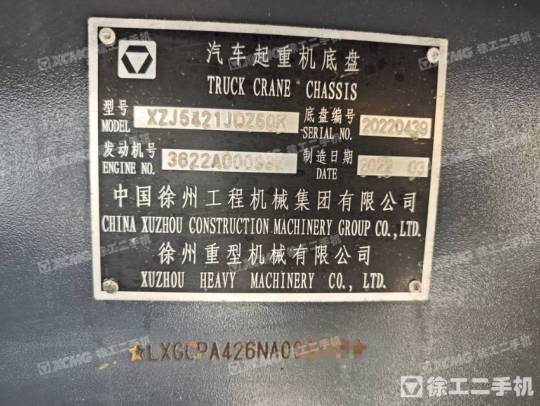 汽车起重机底盘
TRUCK CRANE CHASSIS
型号 MODEL XZJ5421JQZ60K 底盘编号 SERIAL NO. 20220439
发动机号 ENGINE NO. 制造日期 DATE 2022 03
中国徐州工程机械集团有限公司
CHINA XUZHOU CONSTRUCTION MACHINERY GROUP CO.,LTD.
徐州重型机械有限公司
XUZHOU HEAVY MACHINERY CO., LTD.
徐工二手机